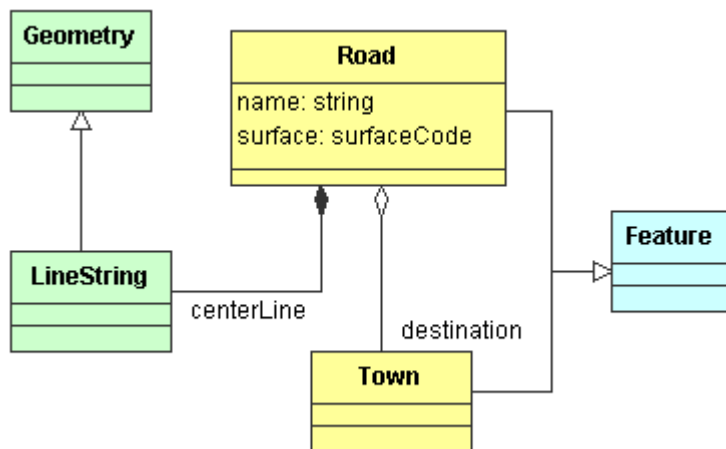 Geometry
Road
name: string
surface: surfaceCode
Feature
LineString
centerLine
destination
Town